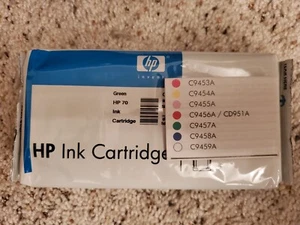 hp
invent
Green
HP 70
Ink
Cartridge
C9453A
C9454A
C9455A
C9456A / CD951A
C9457A
C9458A
C9459A
HP Ink Cartridge